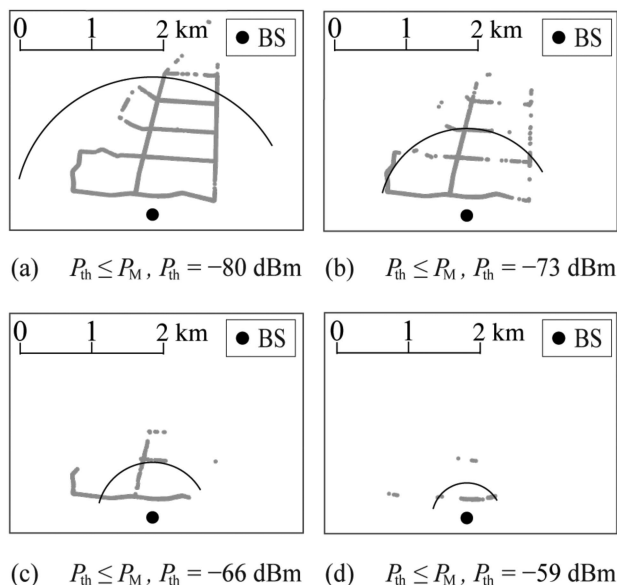 0 1 2 km
BS
0 1 2 km
BS
(a) P_th ≤ P_M, P_th = −80 dBm
(b) P_th ≤ P_M, P_th = −73 dBm
0 1 2 km
BS
0 1 2 km
BS
(c) P_th ≤ P_M, P_th = −66 dBm
(d) P_th ≤ P_M, P_th = −59 dBm